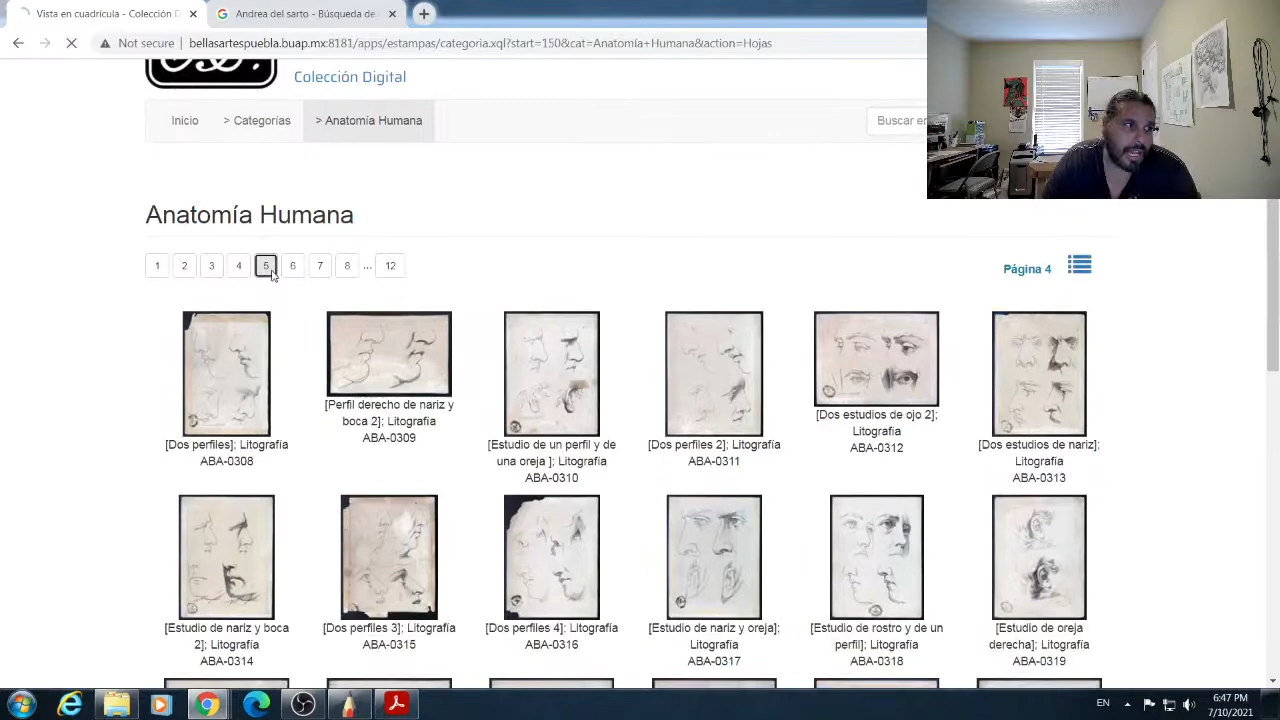 Vista en cuadrícula - Colección D
Andrea del sarto - Búsqueda de
Not secure
bellasartespuebla.buap.mx:8181/apps/estampas/categoria.xql?start=150&cat=Anatomía+Humana&action=Hojas
Colección Digital
Inicio
> Categorías
> Anatomía Humana
Buscar en
Anatomía Humana
1 2 3 4 5 6 7 8 ... 12
Página 4
[Dos perfiles]; Litografía
ABA-0308
[Perfil derecho de nariz y
boca 2]; Litografía
ABA-0309
[Estudio de un perfil y de
una oreja ]; Litografía
ABA-0310
[Dos perfiles 2]; Litografía
ABA-0311
[Dos estudios de ojo 2];
Litografía
ABA-0312
[Dos estudios de nariz];
Litografía
ABA-0313
[Estudio de nariz y boca
2]; Litografía
ABA-0314
[Dos perfiles 3]; Litografía
ABA-0315
[Dos perfiles 4]; Litografía
ABA-0316
[Estudio de nariz y oreja];
Litografía
ABA-0317
[Estudio de rostro y de un
perfil]; Litografía
ABA-0318
[Estudio de oreja
derecha]; Litografía
ABA-0319
EN
6:47 PM
7/10/2021